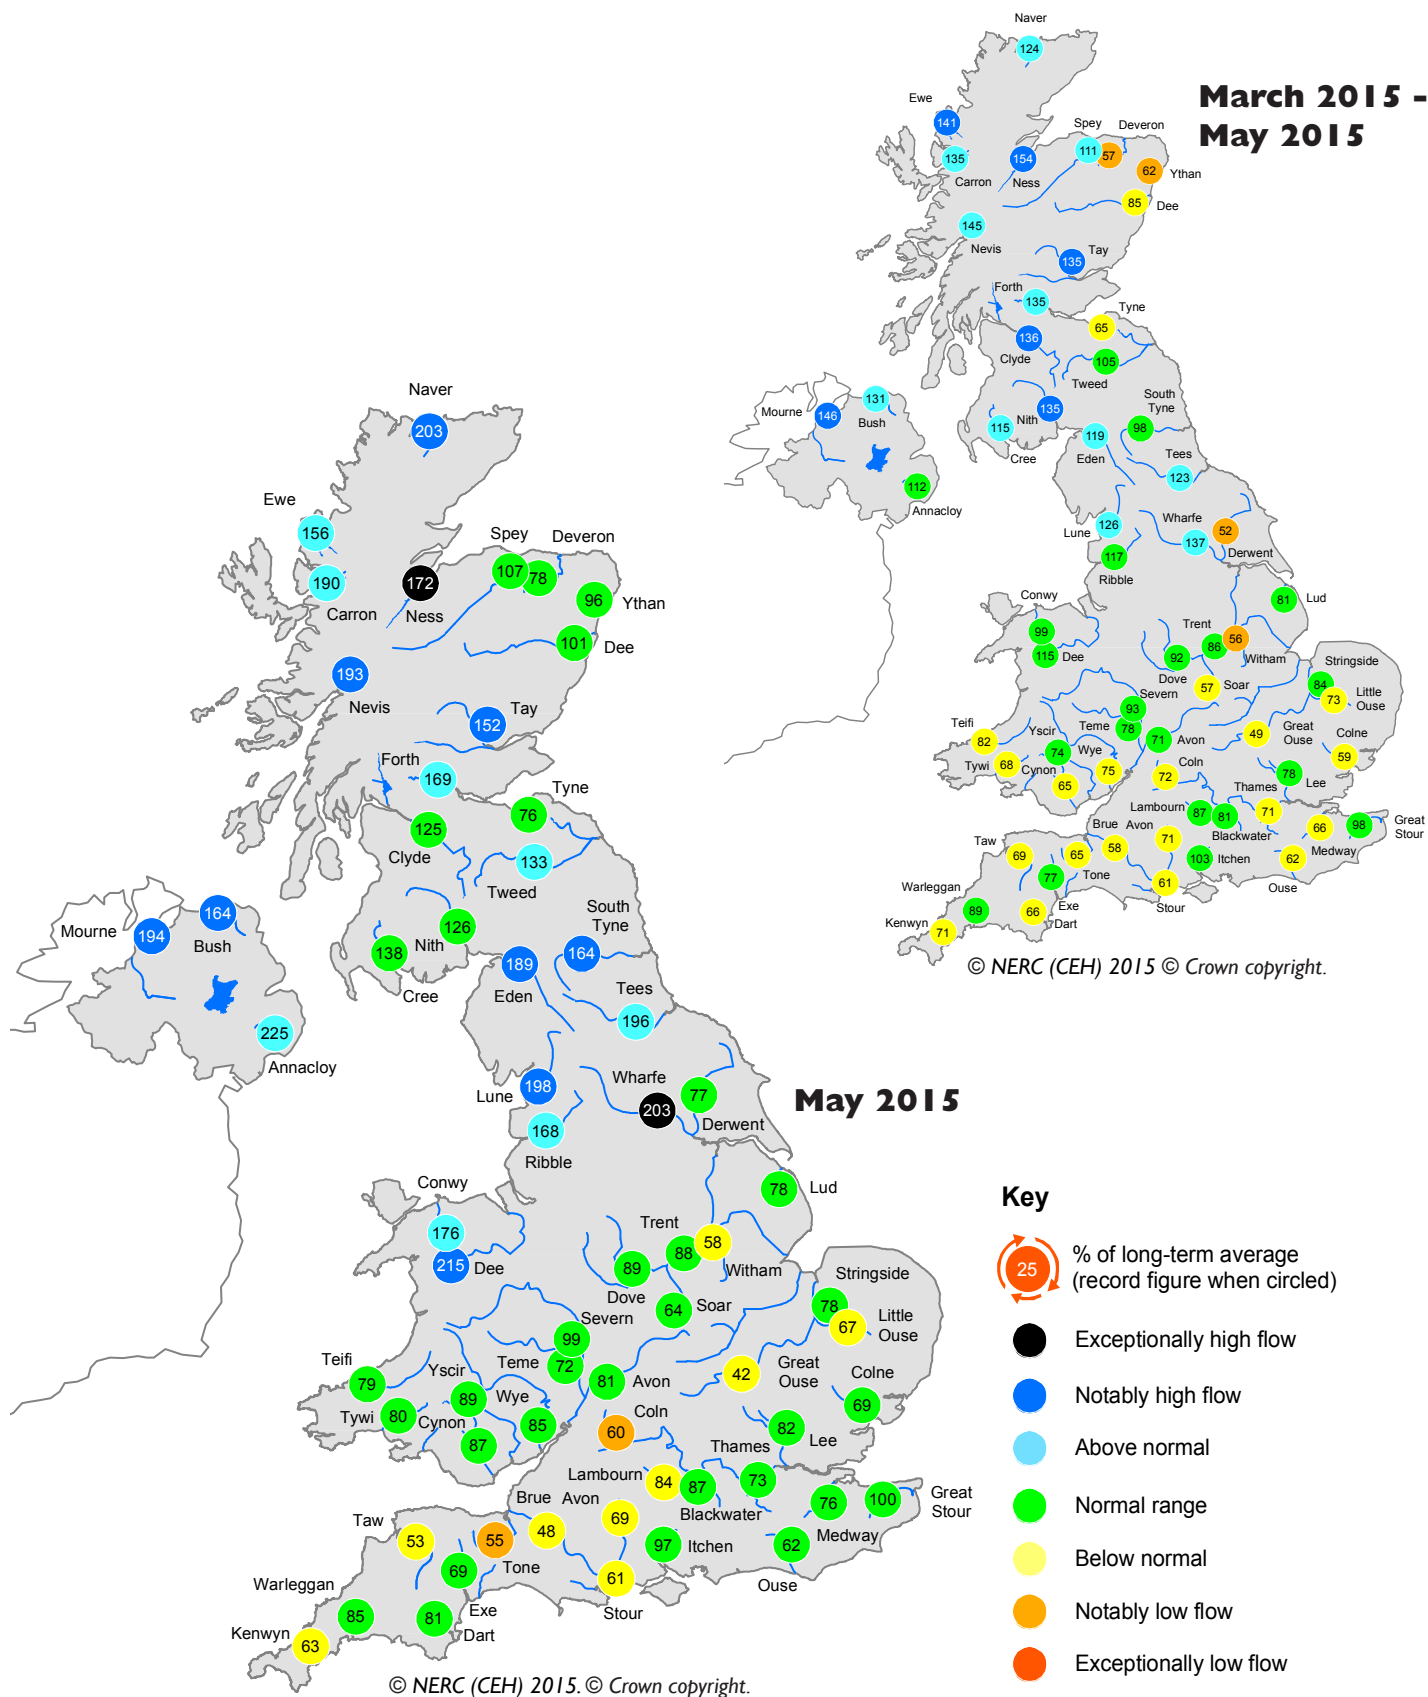 March 2015 -
May 2015
Naver
124
Ewe
141
135
Carron
154
Ness
Spey
111
Deveron
57
62
Ythan
85
Dee
145
Nevis
Tay
135
Forth
135
Tyne
65
136
Clyde
105
Tweed
Mourne
146
131
Bush
112
Annacloy
115
Cree
Nith
135
119
Eden
South
Tyne
98
Tees
123
126
Lune
Wharfe
137
52
Derwent
117
Ribble
81
Lud
Conwy
99
115
Dee
Trent
86
56
Witham
92
Dove
57
Soar
Stringside
84
73
Little
Ouse
Severn
93
Teme
78
71
Avon
49
Great
Ouse
Colne
59
Teifi
82
Yscir
74
Wye
75
Tywi
68
Cynon
65
Coln
72
78
Lee
Thames
71
Lambourn
87
81
Blackwater
66
Medway
98
Great
Stour
Brue
58
Avon
71
103
Itchen
62
Ouse
Taw
69
65
Tone
77
Exe
61
Stour
Warleggan
89
66
Dart
Kenwyn
71
© NERC (CEH) 2015 © Crown copyright.
Naver
203
Ewe
156
190
Carron
172
Ness
Spey
107
Deveron
78
96
Ythan
101
Dee
193
Nevis
Tay
152
Forth
169
Tyne
76
125
Clyde
133
Tweed
Mourne
194
164
Bush
225
Annacloy
138
Cree
Nith
126
189
Eden
South
Tyne
164
Tees
196
Lune
198
Wharfe
203
77
Derwent
168
Ribble
May 2015
78
Lud
Conwy
176
215
Dee
Trent
88
58
Witham
89
Dove
64
Soar
Stringside
78
67
Little
Ouse
Severn
99
Teme
72
81
Avon
42
Great
Ouse
Colne
69
Teifi
79
Yscir
89
Wye
85
Tywi
80
Cynon
87
Coln
60
82
Lee
Thames
73
Lambourn
84
87
Blackwater
76
Medway
100
Great
Stour
Brue
48
Avon
69
97
Itchen
62
Ouse
Taw
53
55
Tone
69
Exe
61
Stour
Warleggan
85
81
Dart
Kenwyn
63
© NERC (CEH) 2015. © Crown copyright.
Key
25
% of long-term average
(record figure when circled)
Exceptionally high flow
Notably high flow
Above normal
Normal range
Below normal
Notably low flow
Exceptionally low flow